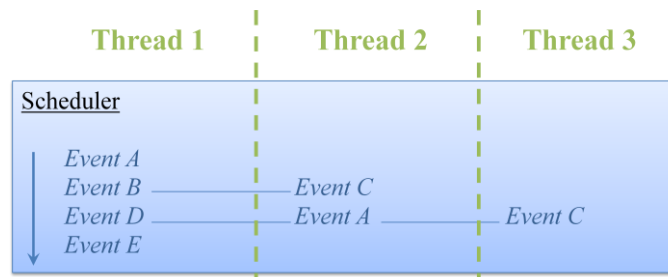 Thread 1 Thread 2 Thread 3
Scheduler
Event A
Event B Event C
Event D Event A Event C
Event E